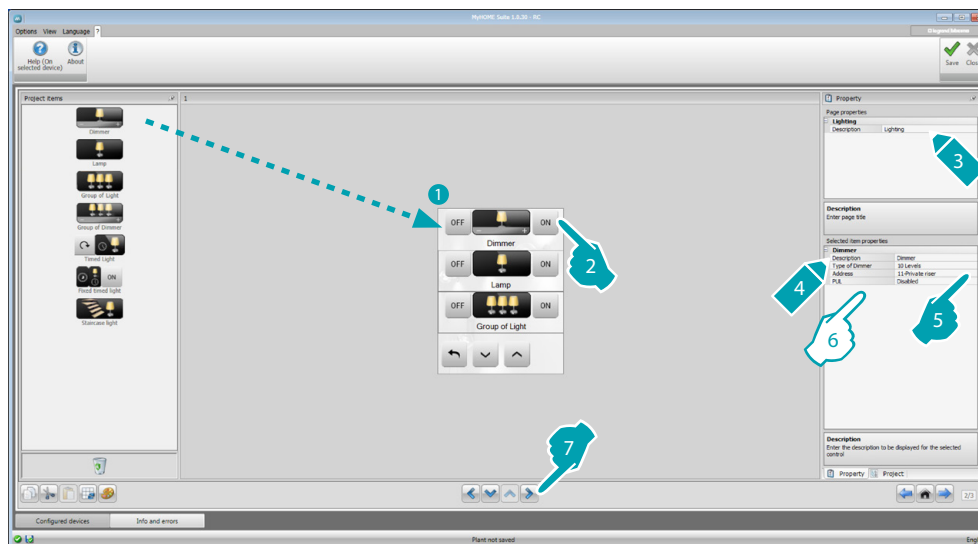 MyHOME Suite 1.0.30 - PC
Options View Language ?
Help (On
selected device)
About
Save
Project items
1
Dimmer
Lamp
Group of Light
Group of Dimmer
Timed Light
ON
Fixed timed light
Staircase light
1
OFF
ON
Dimmer
2
OFF
ON
Lamp
OFF
ON
Group of Light
7
Property
Page properties
Lighting
Description Lighting
3
Description
Enter page title
Selected item properties
Dimmer
Description Dimmer
Type of Dimmer 10 Levels
Address 11-Private riser
PUL Disabled
4
5
6
Description
Enter the description to be displayed for the selected
control
Property Project
2/3
Configured devices
Info and errors
Plant not saved